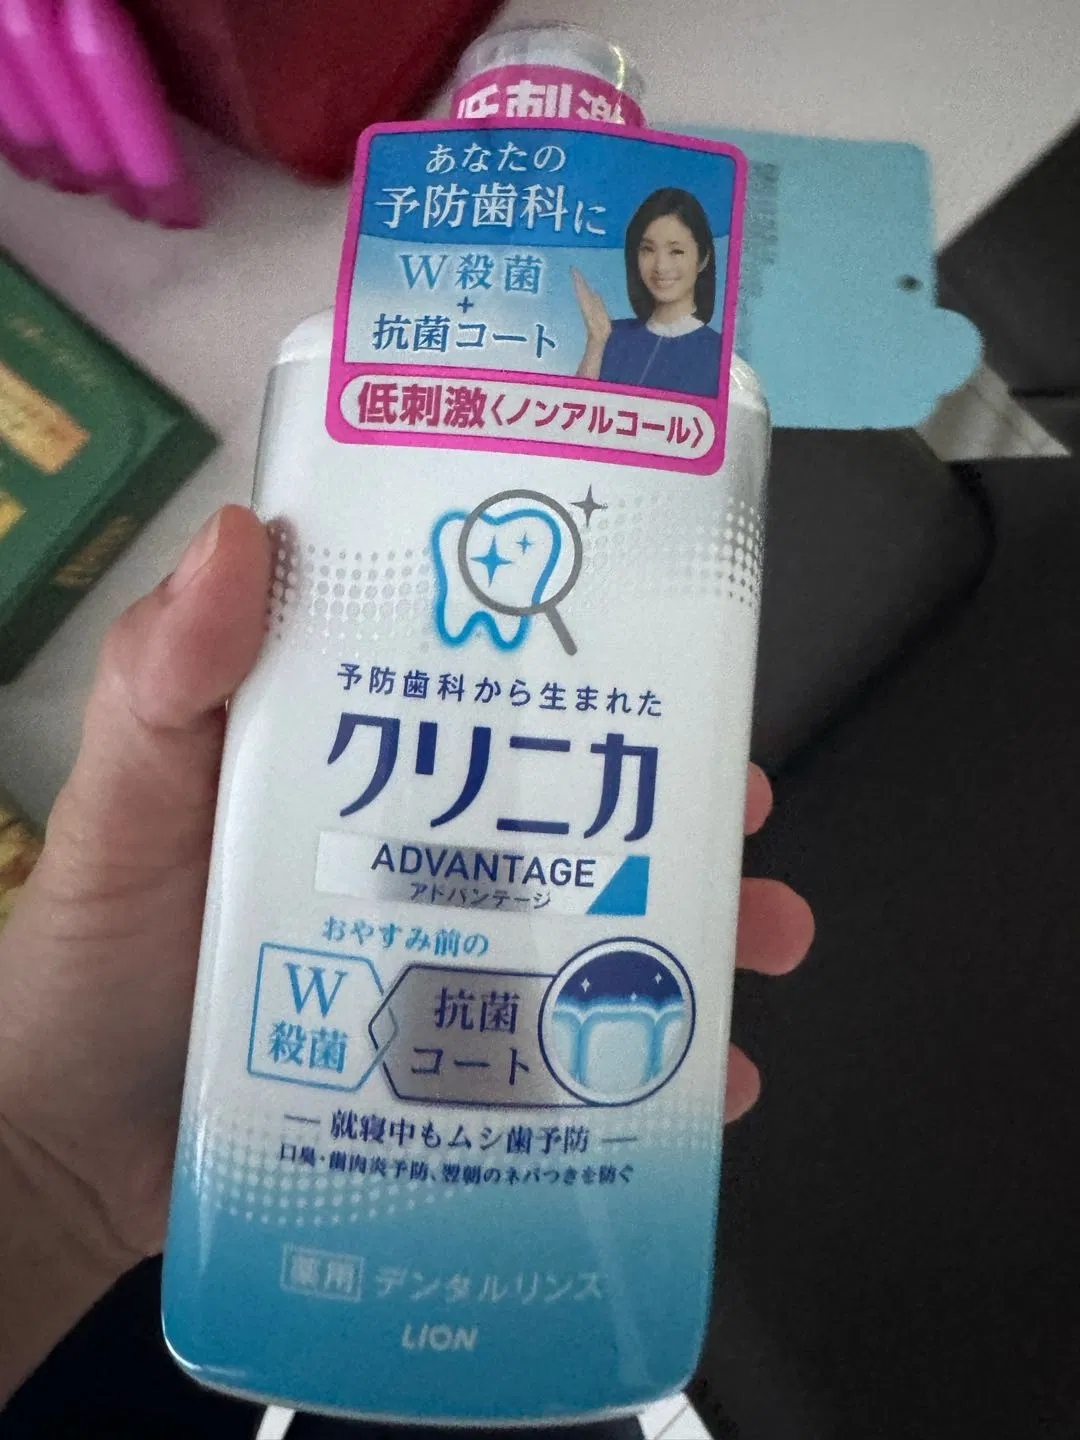 低刺激
あなたの
予防歯科に
W殺菌
+
抗菌コート
低刺激〈ノンアルコール〉
予防歯科から生まれた
クリニカ
ADVANTAGE
アドバンテージ
おやすみ前の
W
殺菌
抗菌
コート
就寝中もムシ歯予防
口臭・歯肉炎予防、翌朝のネバつきを防ぐ
薬用 デンタルリンス
LION